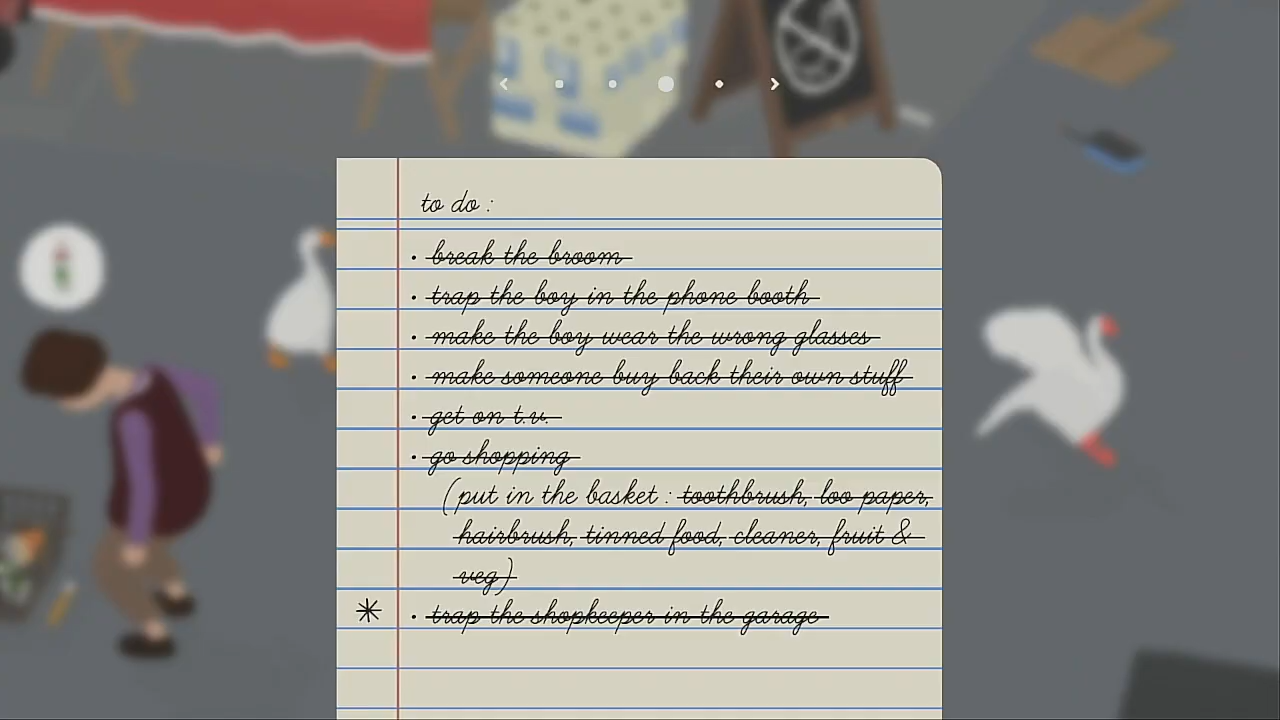 to do :
• break the broom
• trap the boy in the phone booth
• make the boy wear the wrong glasses
• make someone buy back their own stuff
• get on t.v.
• go shopping
(put in the basket : toothbrush, loo paper,
hairbrush, tinned food, cleaner, fruit &
veg)
• trap the shopkeeper in the garage